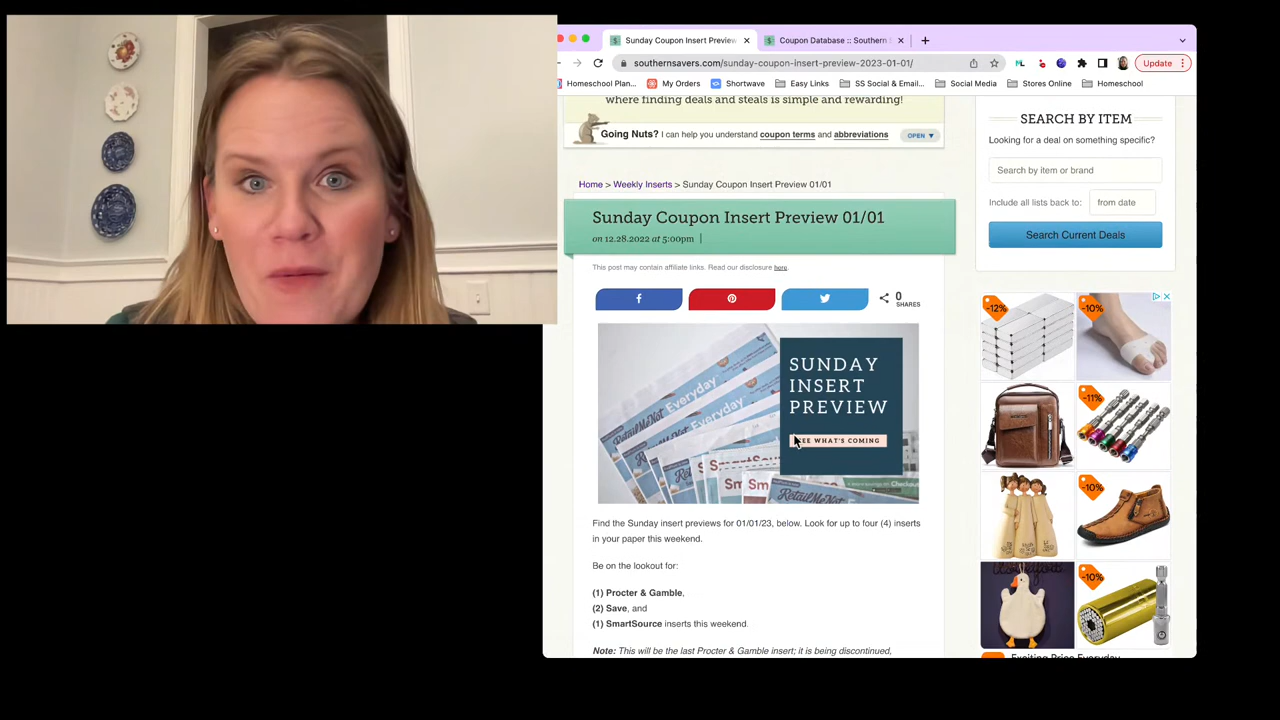 Sunday Coupon Insert Preview
Coupon Database :: Southern
southernsavers.com/sunday-coupon-insert-preview-2023-01-01/
Update
Homeschool Plan...
My Orders
Shortwave
Easy Links
SS Social & Email...
Social Media
Stores Online
Homeschool
where finding deals and steals is simple and rewarding!
Going Nuts? I can help you understand coupon terms and abbreviations
OPEN ▼
Home > Weekly Inserts > Sunday Coupon Insert Preview 01/01
Sunday Coupon Insert Preview 01/01
on 12.28.2022 at 5:00pm |
This post may contain affiliate links. Read our disclosure here.
0
SHARES
RetailMeNot Everyday
SUNDAY
INSERT
PREVIEW
SEE WHAT'S COMING
SmartSource
RetailMeNot
Find the Sunday insert previews for 01/01/23, below. Look for up to four (4) inserts
in your paper this weekend.
Be on the lookout for:
(1) Procter & Gamble,
(2) Save, and
(1) SmartSource inserts this weekend.
Note: This will be the last Procter & Gamble insert; it is being discontinued,
SEARCH BY ITEM
Looking for a deal on something specific?
Search by item or brand
Include all lists back to:
from date
Search Current Deals
-12%
-10%
-11%
-10%
-10%
Exciting Price Everyday